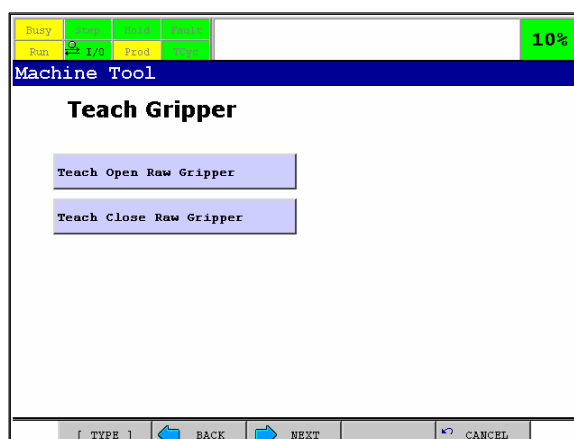 Busy Step Hold Fault
Run I/O Prod TCyc
10%
Machine Tool
Teach Gripper
Teach Open Raw Gripper
Teach Close Raw Gripper
[ TYPE ] BACK NEXT CANCEL